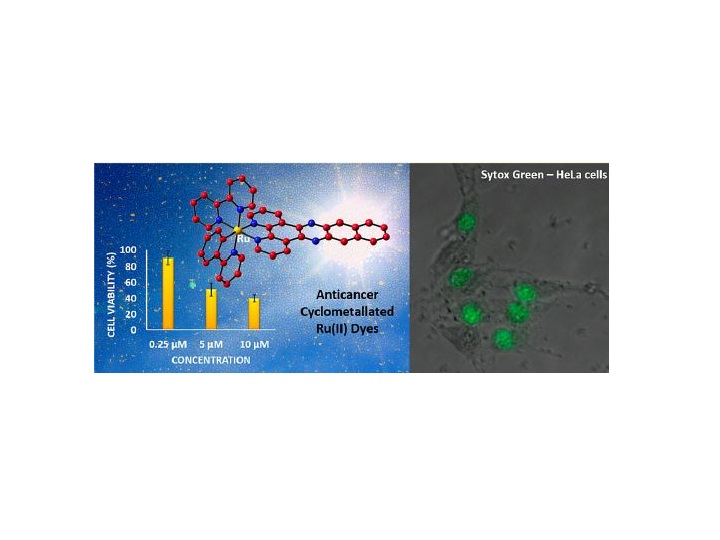 Sytox Green – HeLa cells
Ru
CELL VIABILITY (%)
100
80
60
40
20
0
0.25 µM 5 µM 10 µM
CONCENTRATION
Anticancer
Cyclometallated
Ru(II) Dyes